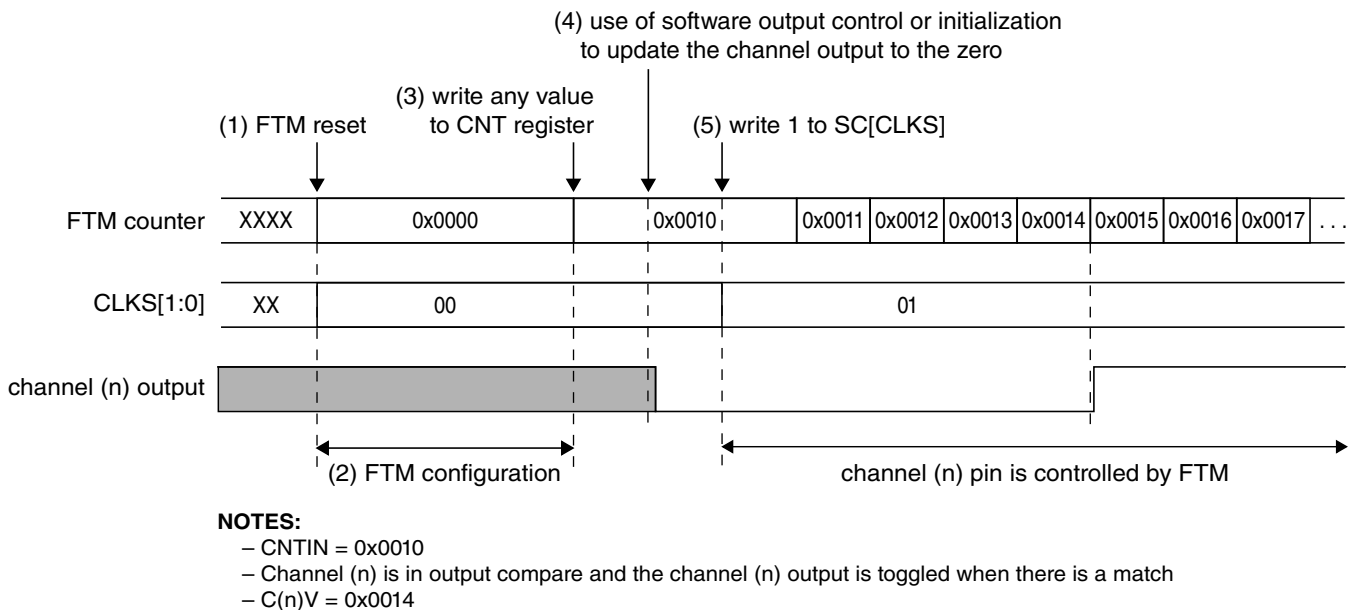 (4) use of software output control or initialization
to update the channel output to the zero
(3) write any value
to CNT register
(1) FTM reset
(5) write 1 to SC[CLKS]
FTM counter XXXX 0x0000 0x0010 0x0011 0x0012 0x0013 0x0014 0x0015 0x0016 0x0017 . . .
CLKS[1:0] XX 00 01
channel (n) output
(2) FTM configuration
channel (n) pin is controlled by FTM
NOTES:
– CNTIN = 0x0010
– Channel (n) is in output compare and the channel (n) output is toggled when there is a match
– C(n)V = 0x0014